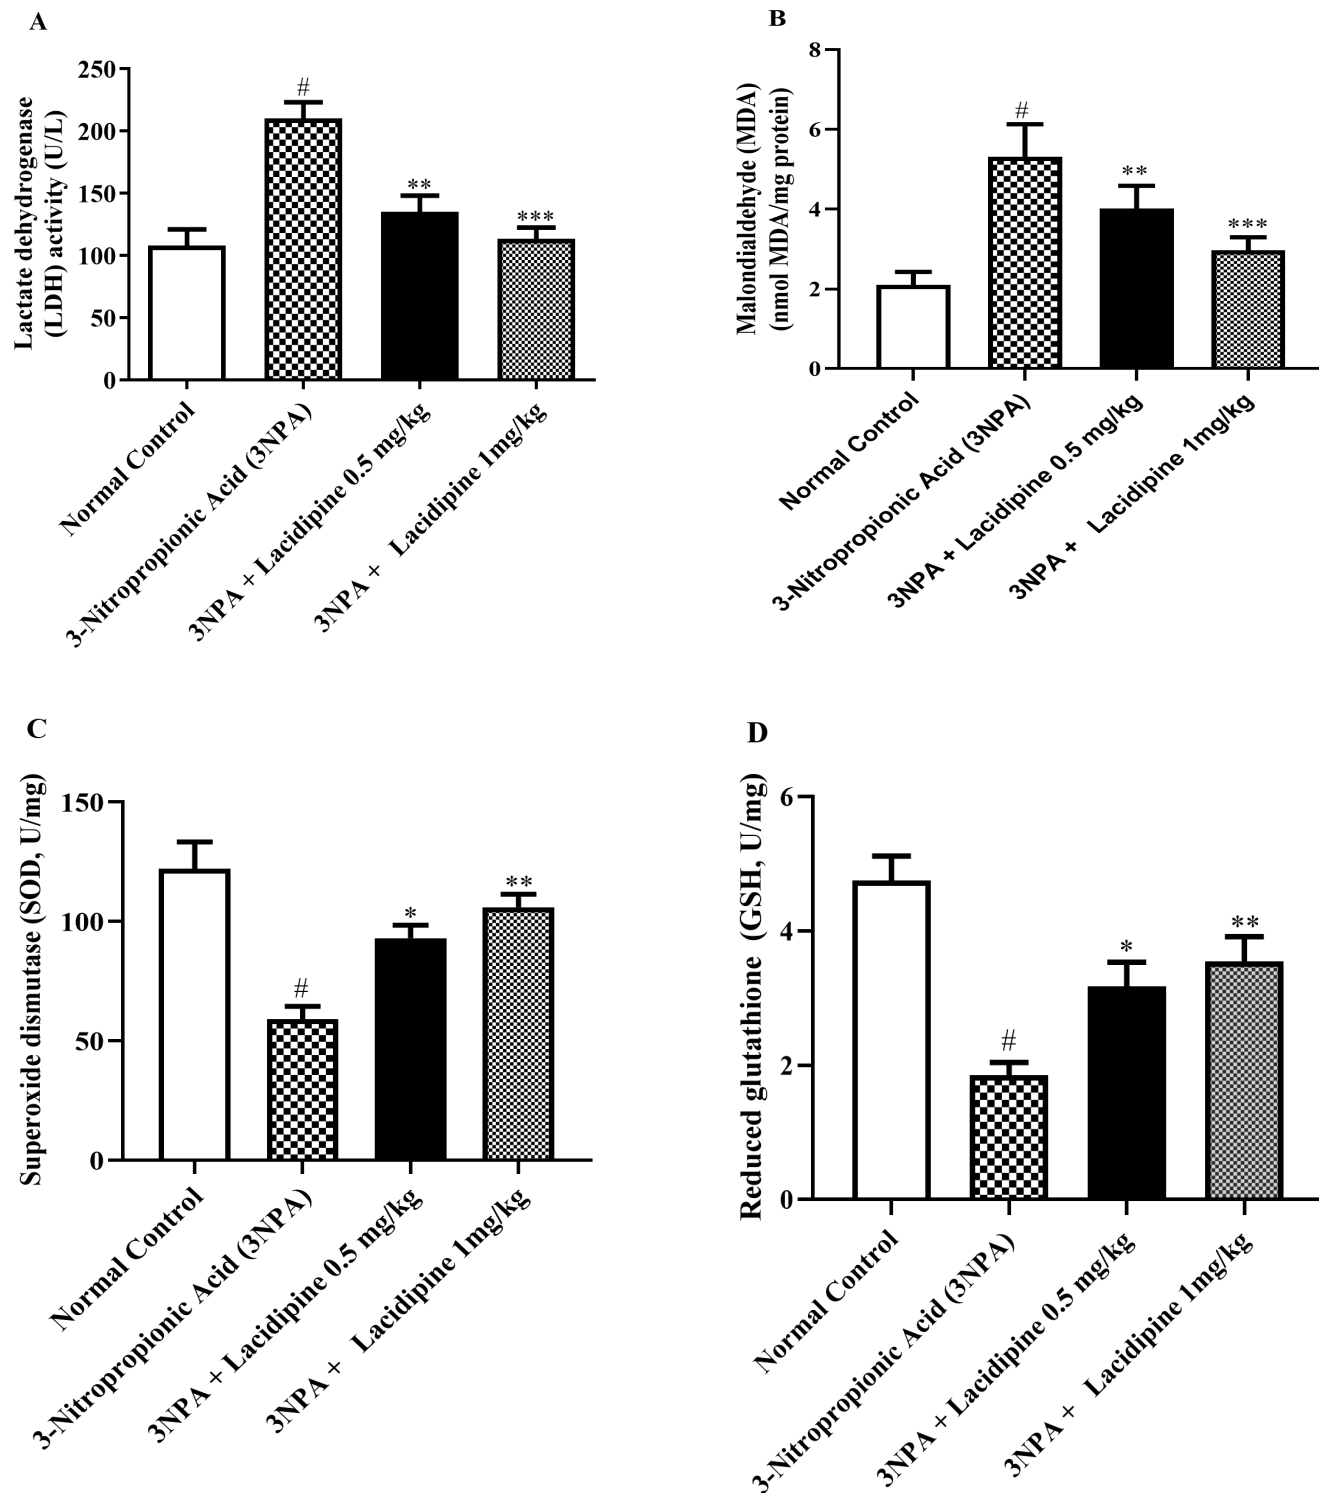 A
Lactate dehydrogenase
(LDH) activity (U/L)
250
200
150
100
50
0
#
**
***
Normal Control
3-Nitropropionic Acid (3NPA)
3NPA + Lacidipine 0.5 mg/kg
3NPA + Lacidipine 1mg/kg
B
Malondialdehyde (MDA)
(nmol MDA/mg protein)
8
6
4
2
0
#
**
***
Normal Control
3-Nitropropionic Acid (3NPA)
3NPA + Lacidipine 0.5 mg/kg
3NPA + Lacidipine 1mg/kg
C
Superoxide dismutase (SOD, U/mg)
150
100
50
0
#
*
**
Normal Control
3-Nitropropionic Acid (3NPA)
3NPA + Lacidipine 0.5 mg/kg
3NPA + Lacidipine 1mg/kg
D
Reduced glutathione (GSH, U/mg)
6
4
2
0
#
*
**
Normal Control
3-Nitropropionic Acid (3NPA)
3NPA + Lacidipine 0.5 mg/kg
3NPA + Lacidipine 1mg/kg